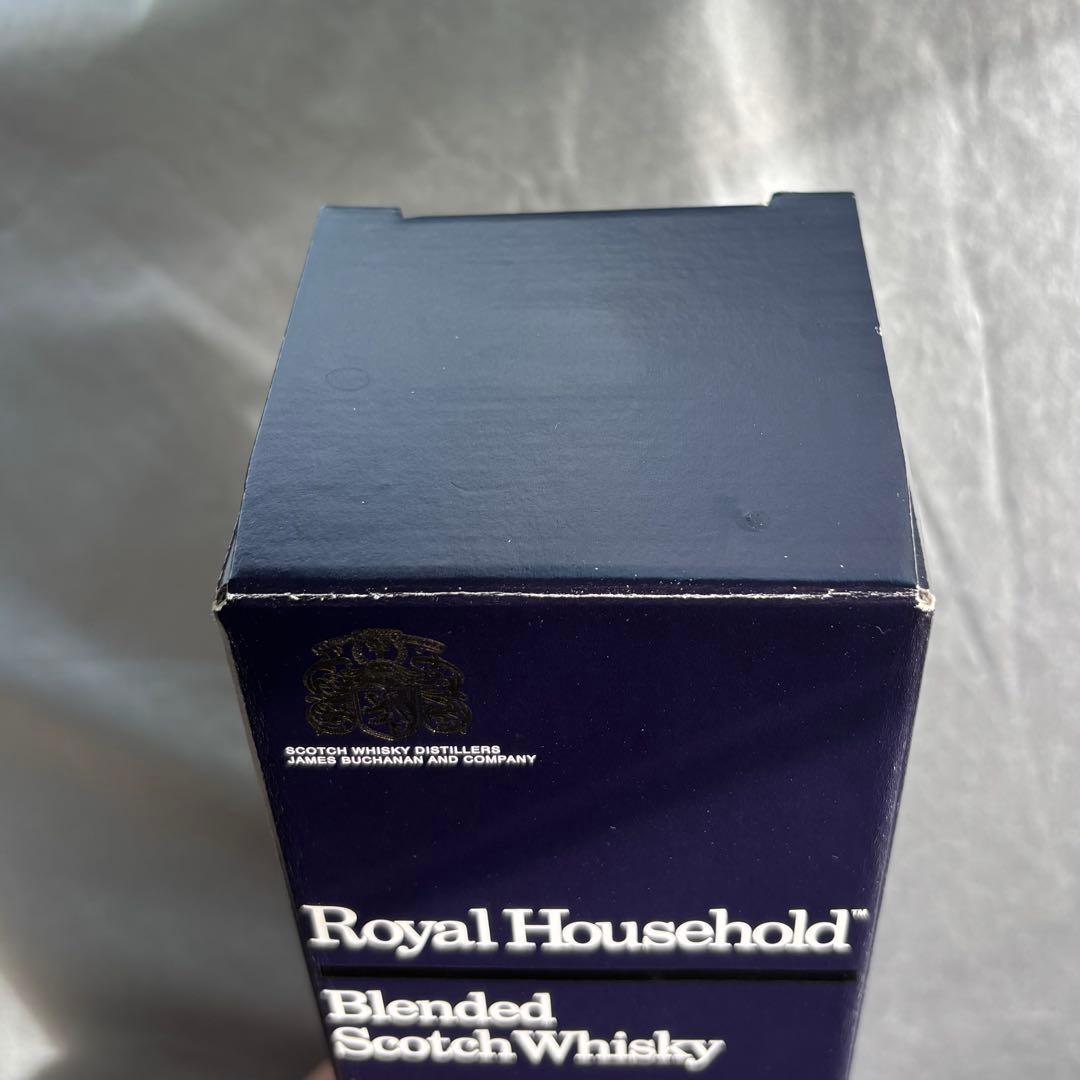 SCOTCH WHISKY DISTILLERS
JAMES BUCHANAN AND COMPANY
Royal Household™
Blended
Scotch Whisky